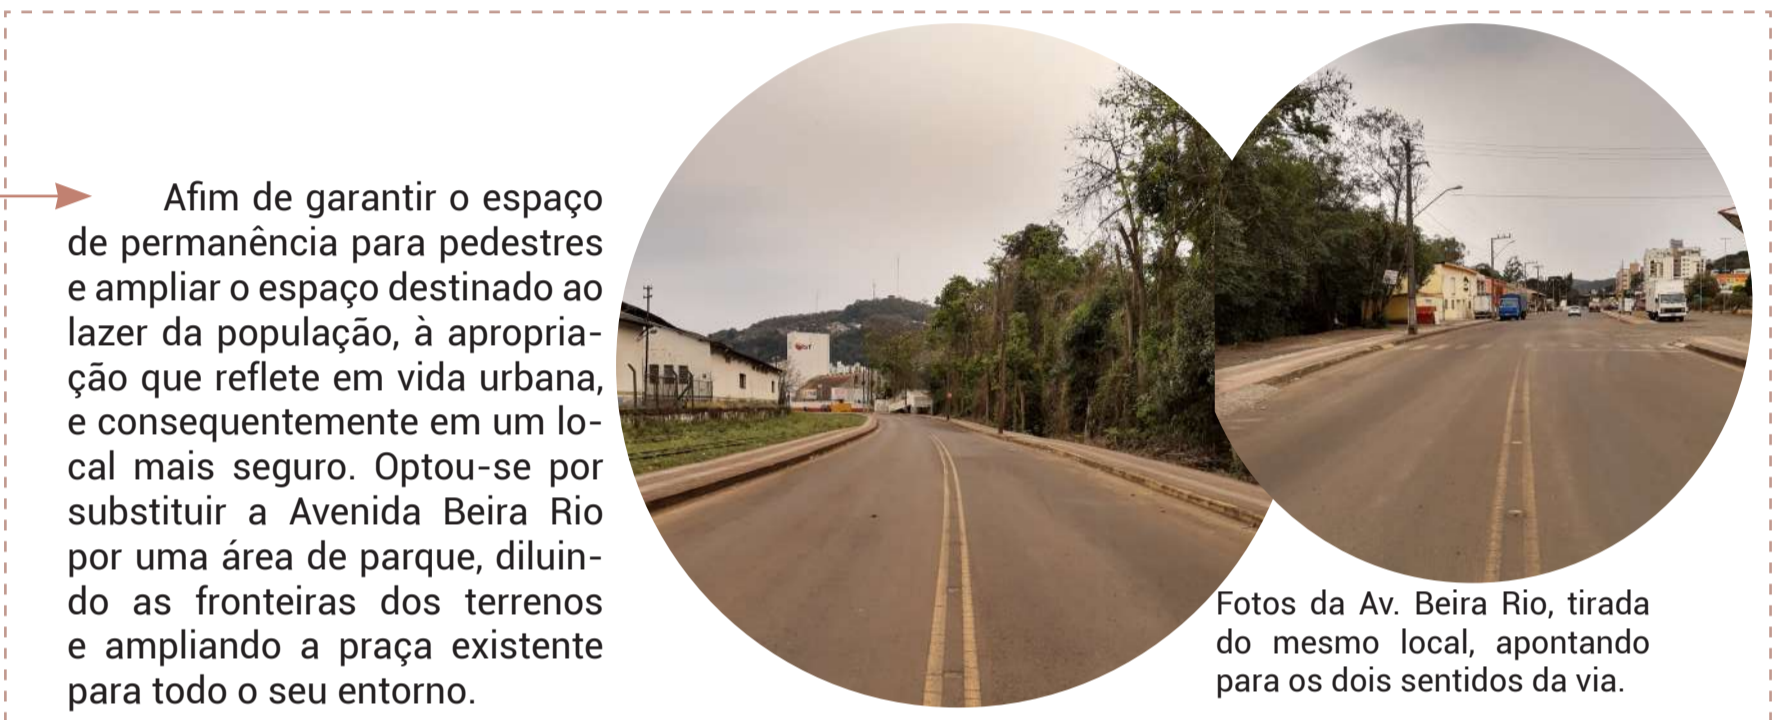 Afim de garantir o espaço
de permanência para pedestres
e ampliar o espaço destinado ao
lazer da população, à apropria-
ção que reflete em vida urbana,
e consequentemente em um lo-
cal mais seguro. Optou-se por
substituir a Avenida Beira Rio
por uma área de parque, diluin-
do as fronteiras dos terrenos
e ampliando a praça existente
para todo o seu entorno.
Fotos da Av. Beira Rio, tirada
do mesmo local, apontando
para os dois sentidos da via.